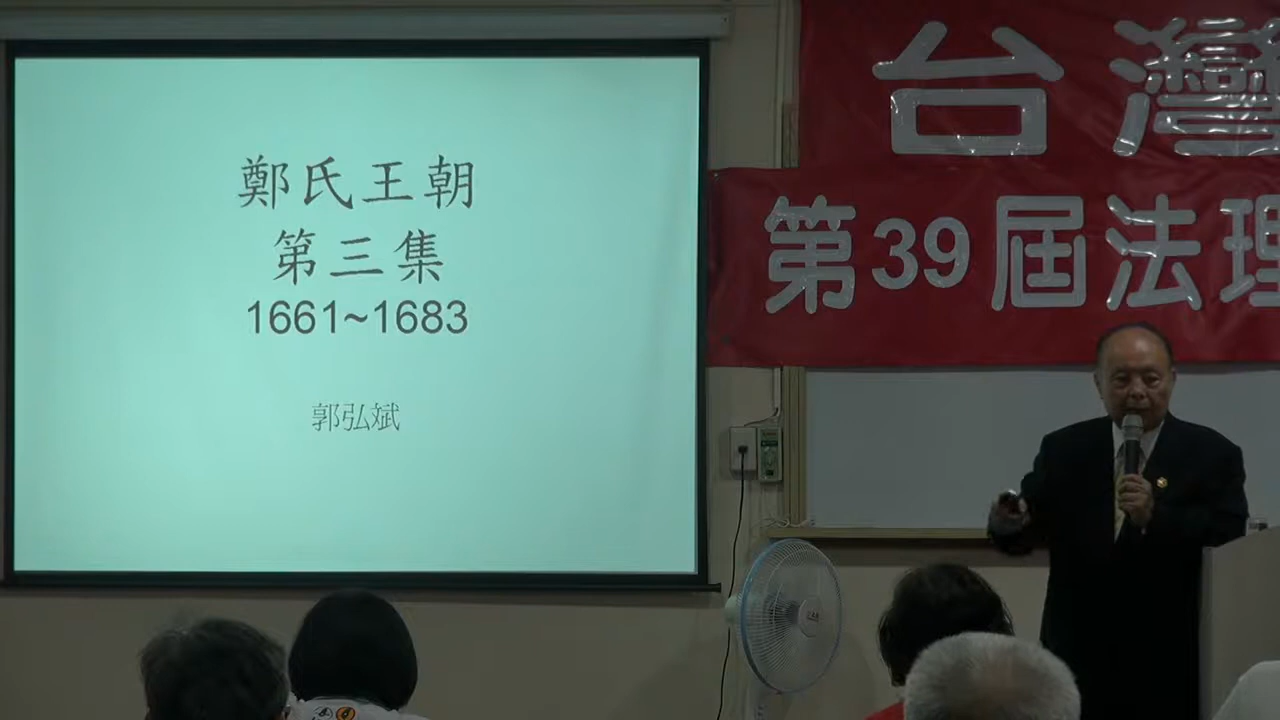 鄭氏王朝
第三集
1661~1683
郭弘斌
台灣
第39屆法理